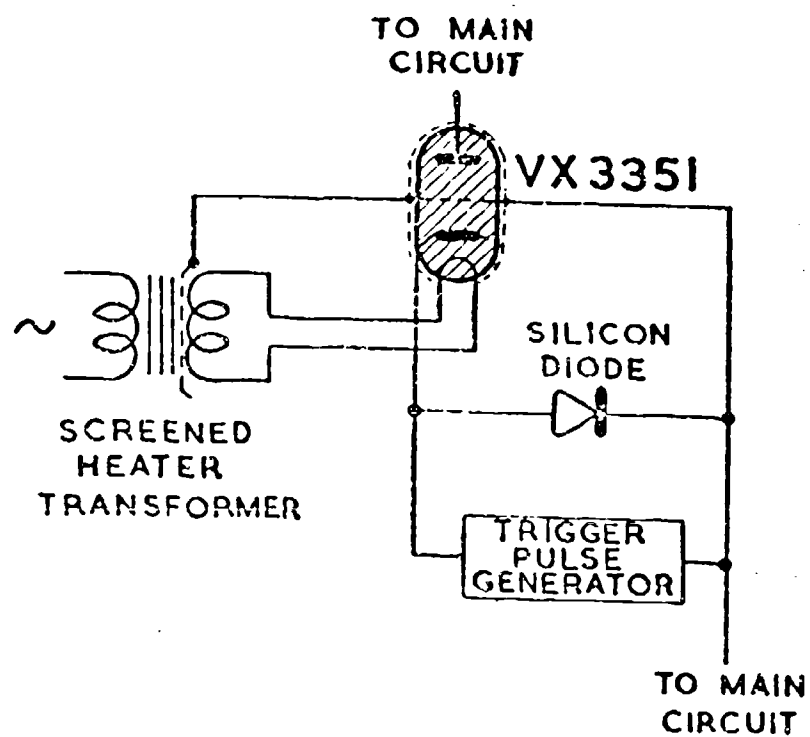 TO MAIN
CIRCUIT
VX3351
SILICON
DIODE
SCREENED
HEATER
TRANSFORMER
TRIGGER
PULSE
GENERATOR
TO MAIN
CIRCUIT